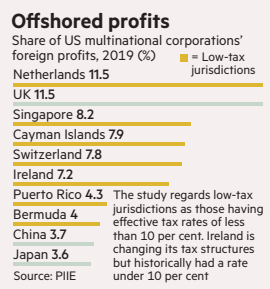 Offshored profits
Share of US multinational corporations'
foreign profits, 2019 (%)
= Low-tax
jurisdictions
Netherlands 11.5
UK 11.5
Singapore 8.2
Cayman Islands 7.9
Switzerland 7.8
Ireland 7.2
Puerto Rico 4.3
Bermuda 4
China 3.7
Japan 3.6
The study regards low-tax
jurisdictions as those having
effective tax rates of less
than 10 per cent. Ireland is
changing its tax structures
but historically had a rate
under 10 per cent
Source: PIIE